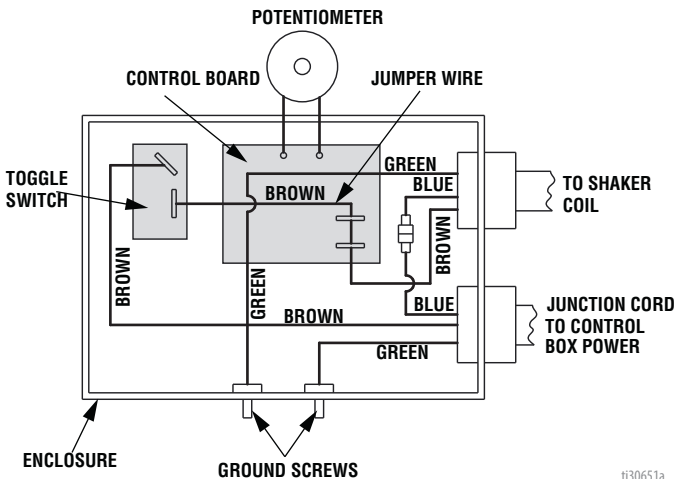 POTENTIOMETER
CONTROL BOARD
JUMPER WIRE
GREEN
BLUE
TOGGLE
SWITCH
BROWN
TO SHAKER
COIL
BROWN
BROWN
GREEN
BLUE
BROWN
GREEN
JUNCTION CORD
TO CONTROL
BOX POWER
ENCLOSURE
GROUND SCREWS
ti30651a